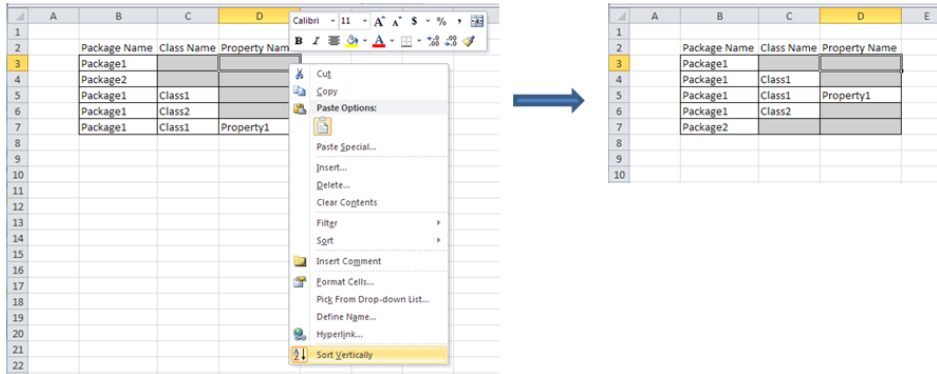 Calibri 11 A A $ % ,
A B C D
B I A .00 .0
1
2 Package Name Class Name Property Nam
3 Package1
4 Package2
5 Package1 Class1
6 Package1 Class2
7 Package1 Class1 Property1
8
9
10
11
12
13
14
15
16
17
18
19
20
21
22
Cut
Copy
Paste Options:
Paste Special...
Insert...
Delete...
Clear Contents
Filter
Sort
Insert Comment
Format Cells...
Pick From Drop-down List...
Define Name...
Hyperlink...
Sort Vertically
A B C D E
1
2 Package Name Class Name Property Name
3 Package1
4 Package1 Class1
5 Package1 Class1 Property1
6 Package1 Class2
7 Package2
8
9
10